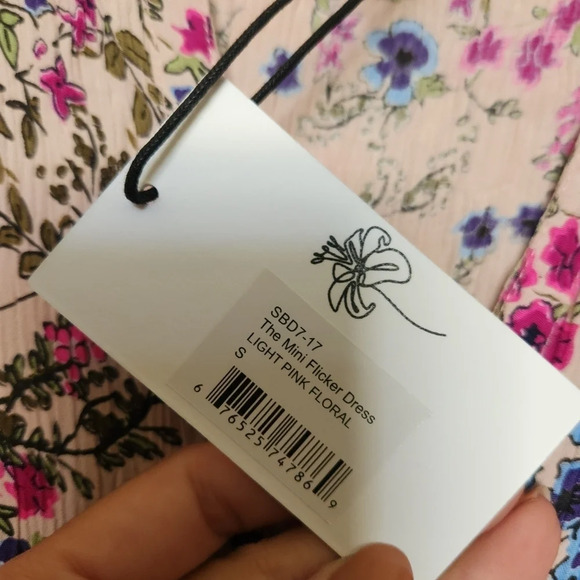 SBD7-17
The Mini Flicker Dress
LIGHT PINK FLORAL
S
6 76525 74786 9